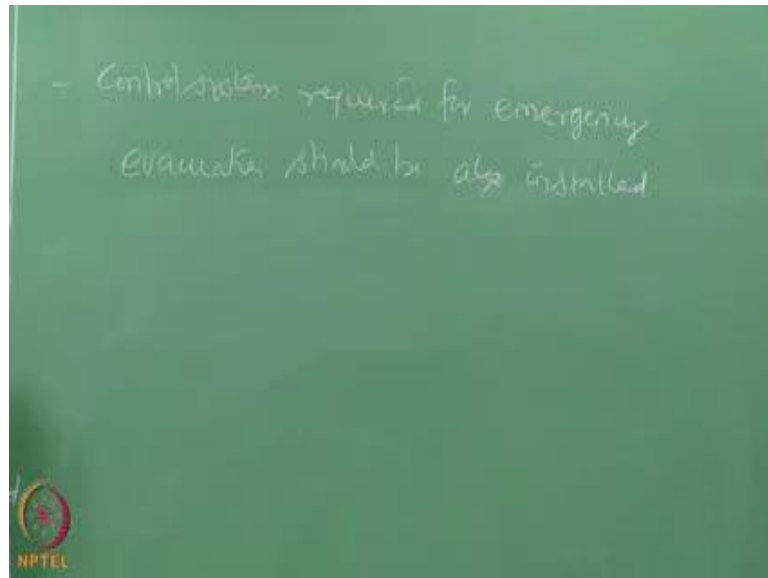 - Control system required for emergency
evacuation should be also installed
NPTEL